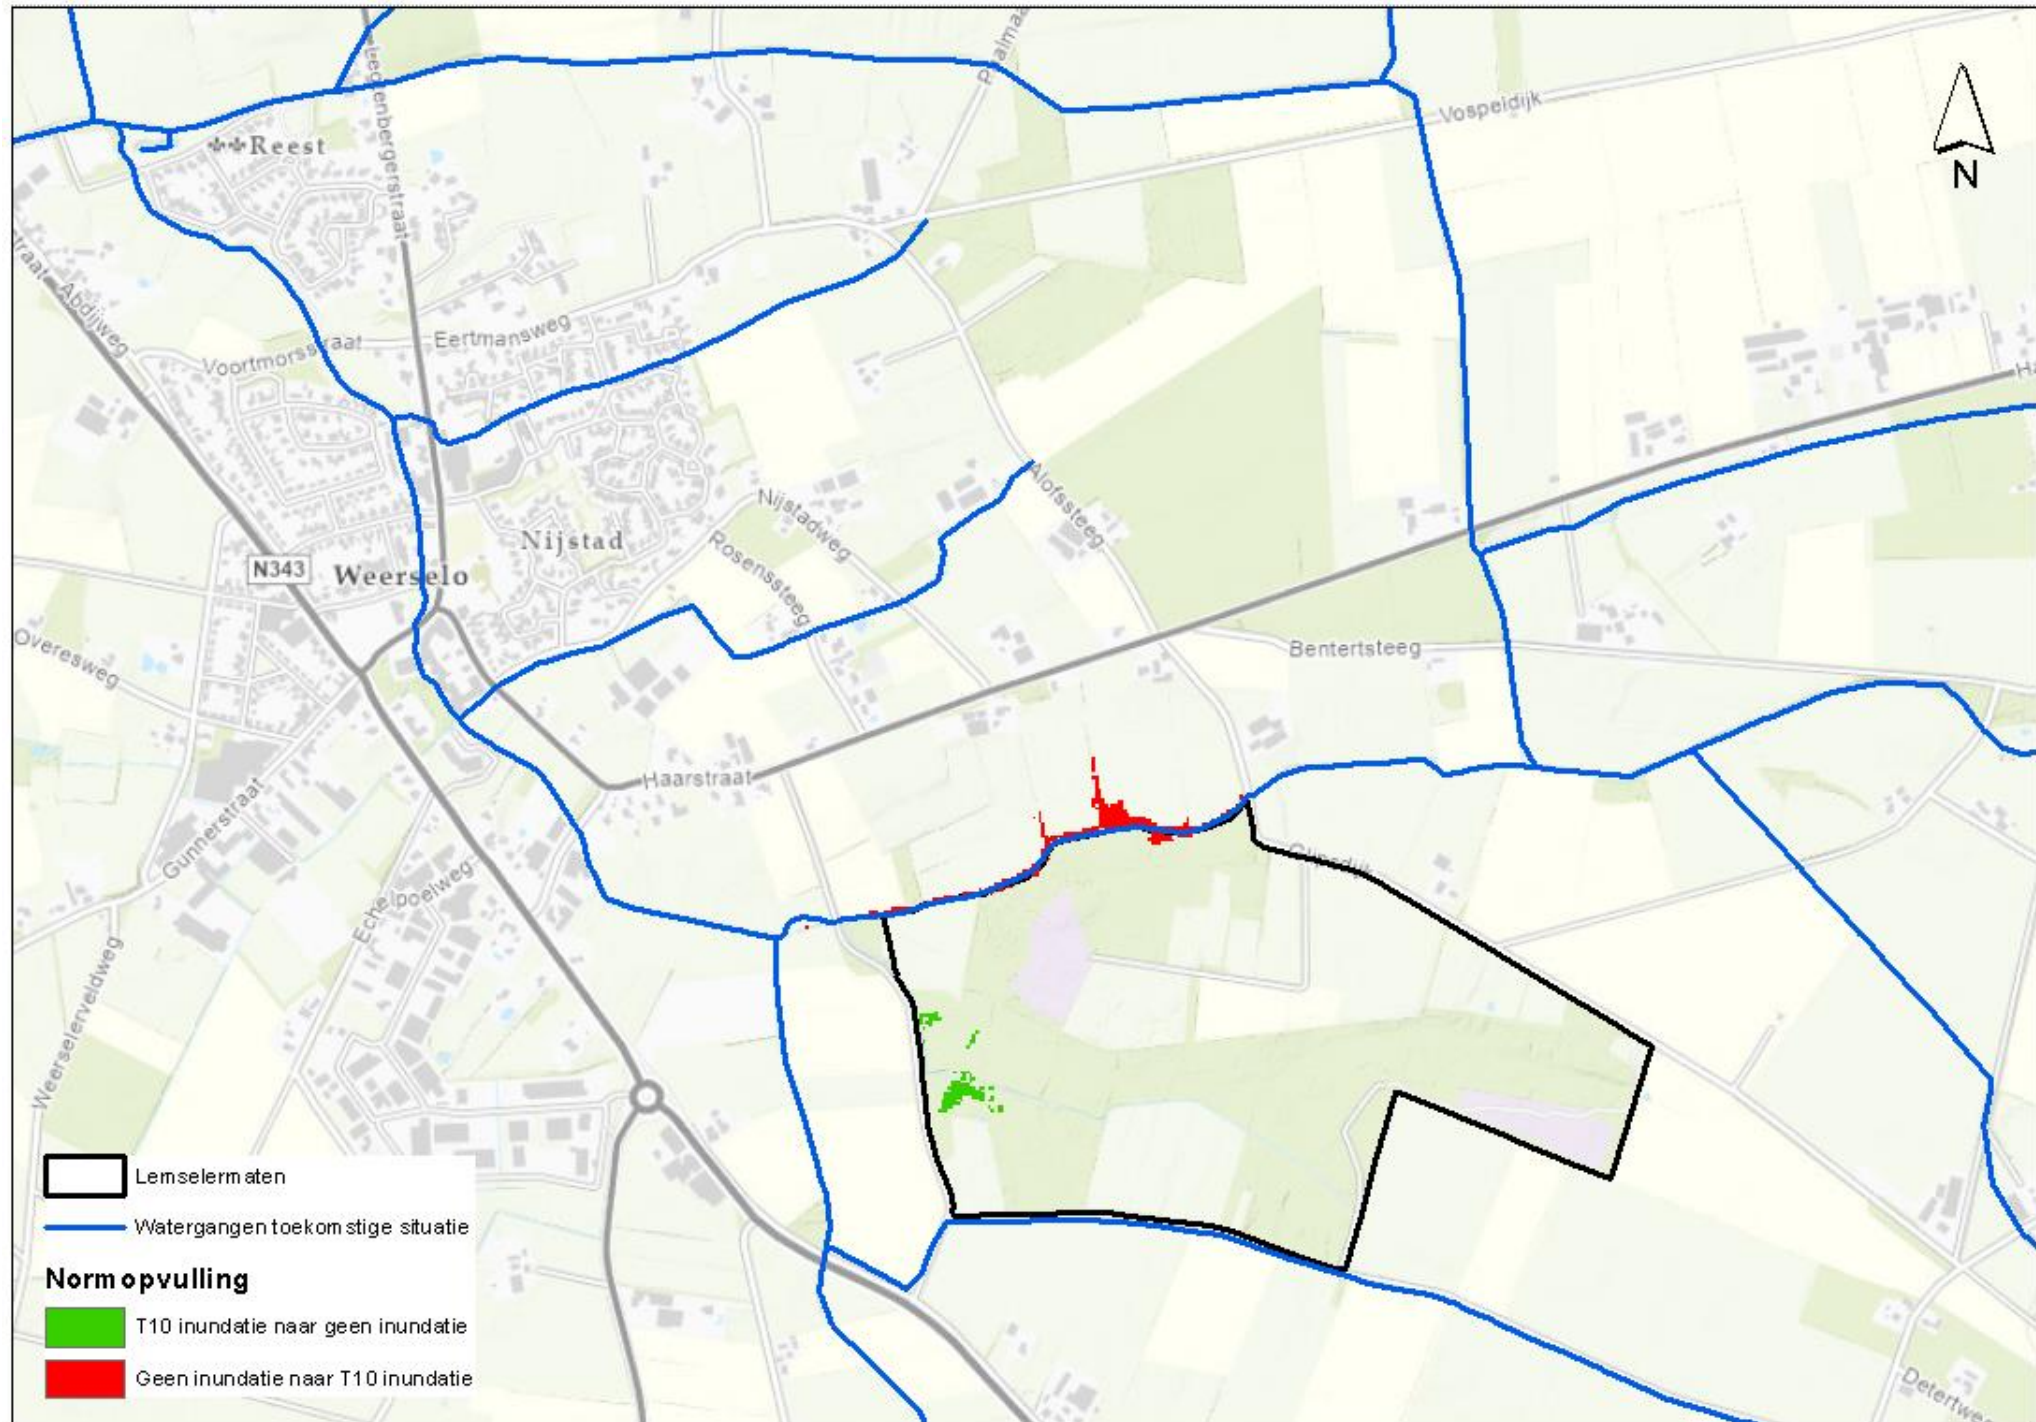 Vospeldijk
Reest
N
Abdijweg
Voortmorsstraat
Eertmansweg
Alofssteeg
Nijstadweg
Nijstad
Rosenssteeg
N343
Weerselo
Overesweg
Bentertsteeg
Haarstraat
Gunnerstraat
Echelpoelweg
Weerselerveldweg
Lemselermaten
Watergangen toekomstige situatie
Normopvulling
T10 inundatie naar geen inundatie
Geen inundatie naar T10 inundatie